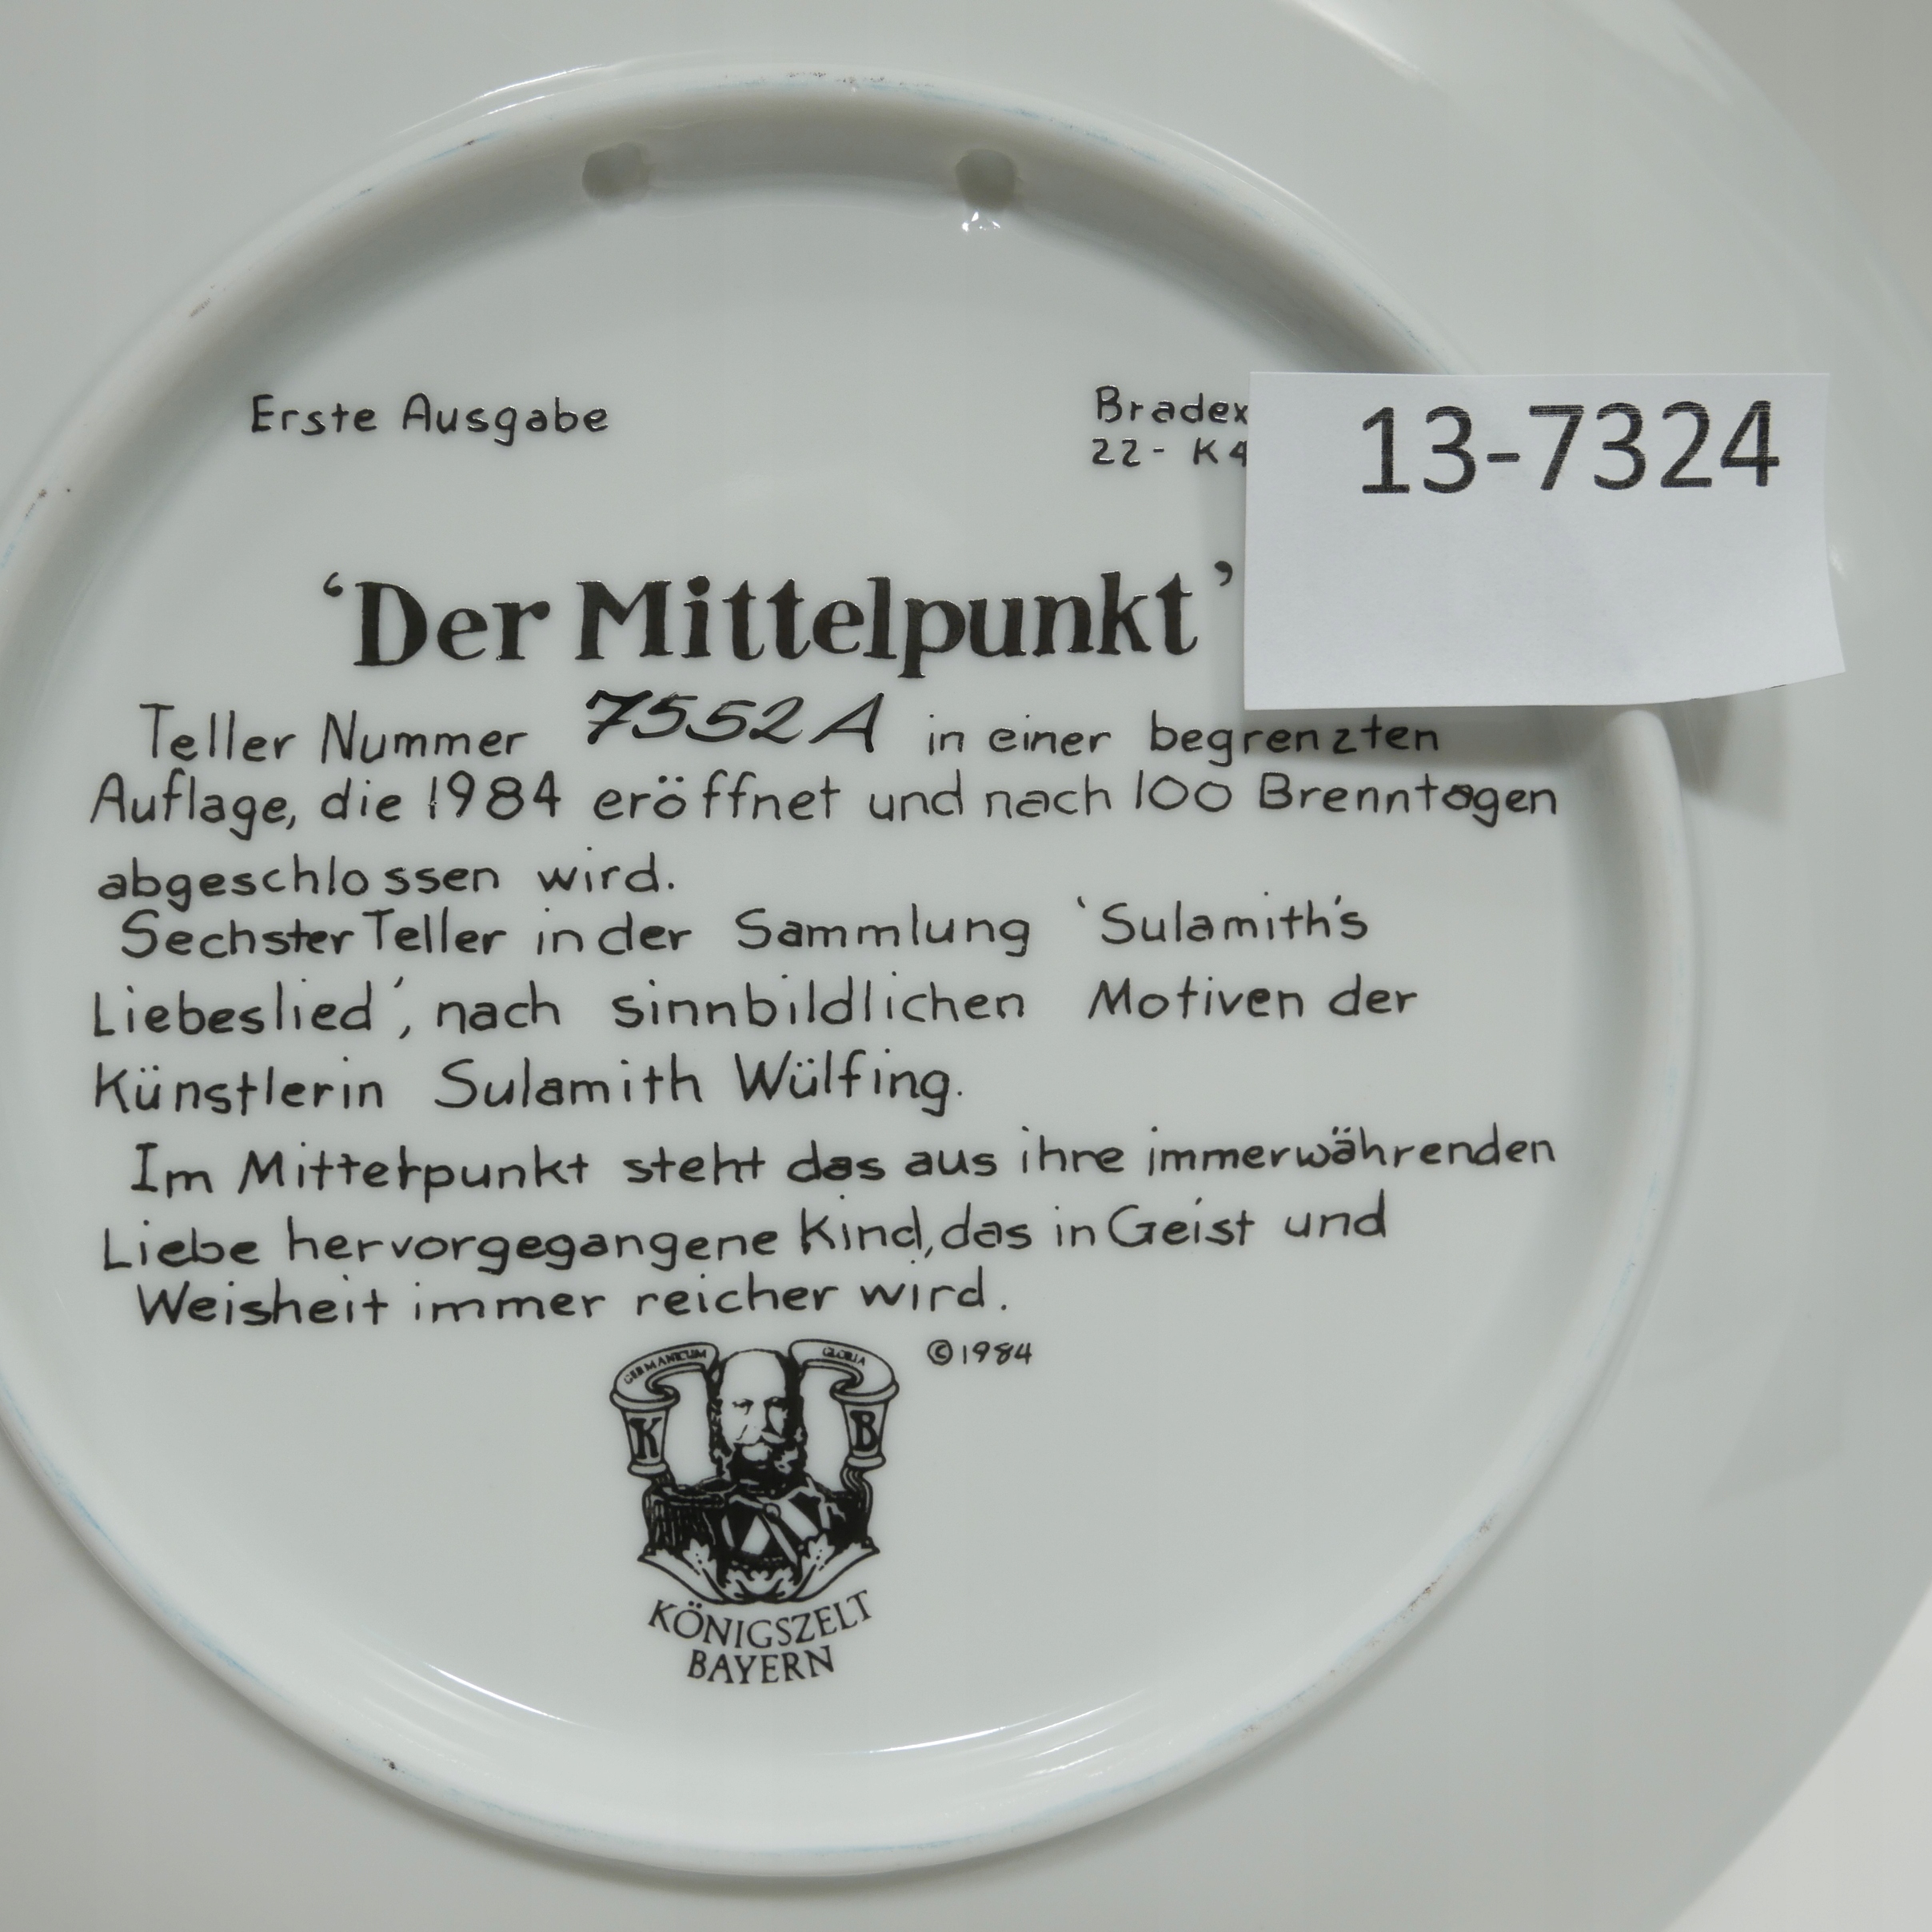 Erste Ausgabe
Bradex
22- K4
13-7324
‘Der Mittelpunkt’
Teller Nummer 7552A in einer begrenzten
Auflage, die 1984 eröffnet und nach 100 Brenntagen
abgeschlossen wird.
Sechster Teller in der Sammlung ‘Sulamith's
Liebeslied’, nach sinnbildlichen Motiven der
Künstlerin Sulamith Wülfing.
Im Mittelpunkt steht das aus ihre immerwährenden
Liebe hervorgegangene Kind, das in Geist und
Weisheit immer reicher wird.
©1984
GERMANICUM GLORIA
K B
KÖNIGSZELT
BAYERN